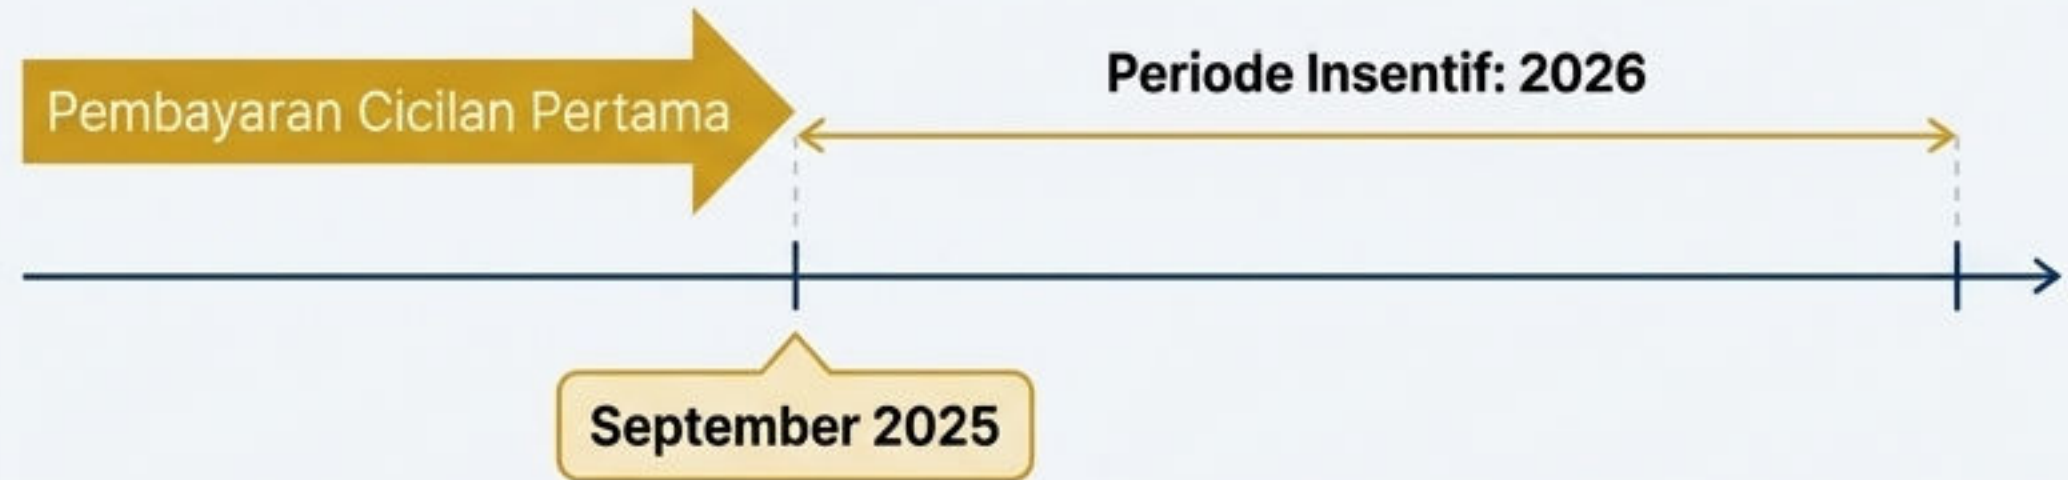 Pembayaran Cicilan Pertama
Periode Insentif: 2026
September 2025